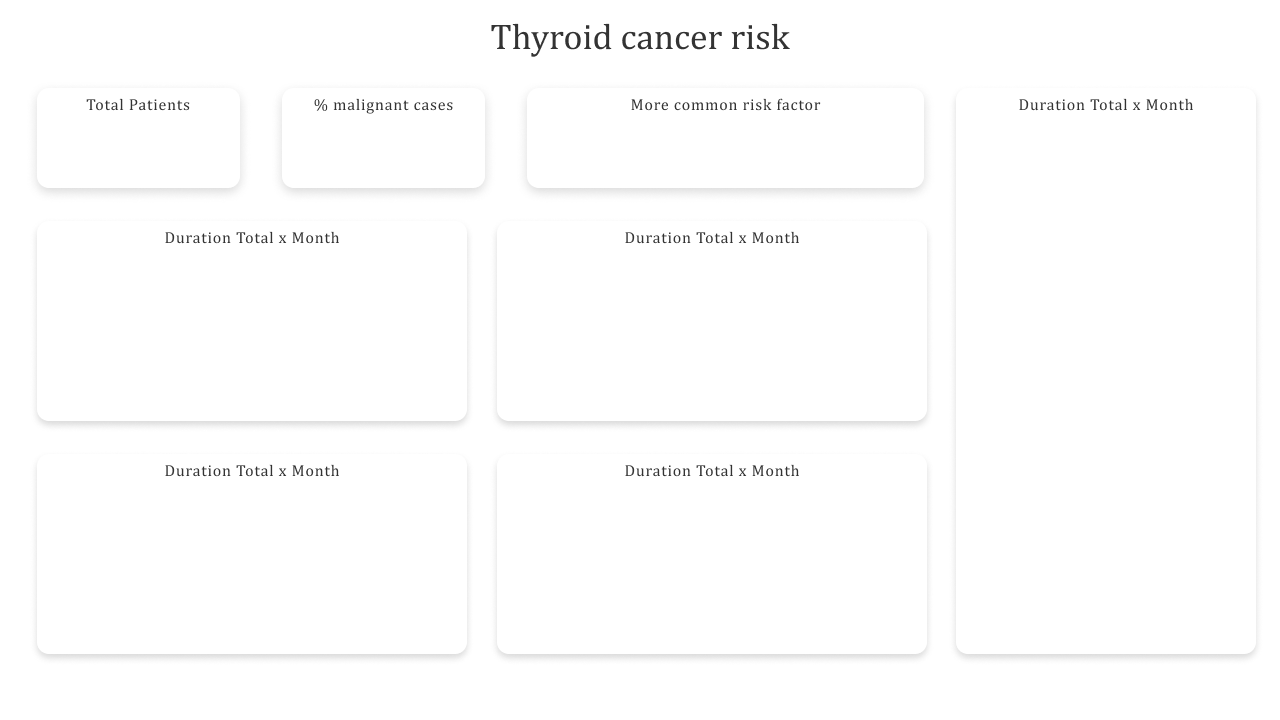 Thyroid cancer risk
Total Patients
% malignant cases
More common risk factor
Duration Total x Month
Duration Total x Month
Duration Total x Month
Duration Total x Month
Duration Total x Month